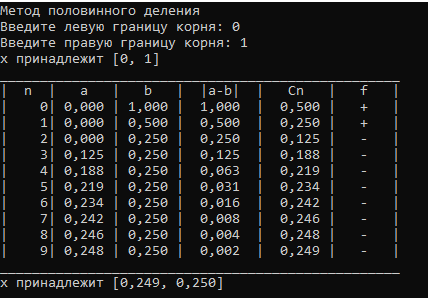 Метод половинного деления
Введите левую границу корня: 0
Введите правую границу корня: 1
x принадлежит [0, 1]
| n | a | b | |a-b| | Cn | f |
| 0| 0,000 | 1,000 | 1,000 | 0,500 | + |
| 1| 0,000 | 0,500 | 0,500 | 0,250 | + |
| 2| 0,000 | 0,250 | 0,250 | 0,125 | - |
| 3| 0,125 | 0,250 | 0,125 | 0,188 | - |
| 4| 0,188 | 0,250 | 0,063 | 0,219 | - |
| 5| 0,219 | 0,250 | 0,031 | 0,234 | - |
| 6| 0,234 | 0,250 | 0,016 | 0,242 | - |
| 7| 0,242 | 0,250 | 0,008 | 0,246 | - |
| 8| 0,246 | 0,250 | 0,004 | 0,248 | - |
| 9| 0,248 | 0,250 | 0,002 | 0,249 | - |
x принадлежит [0,249, 0,250]